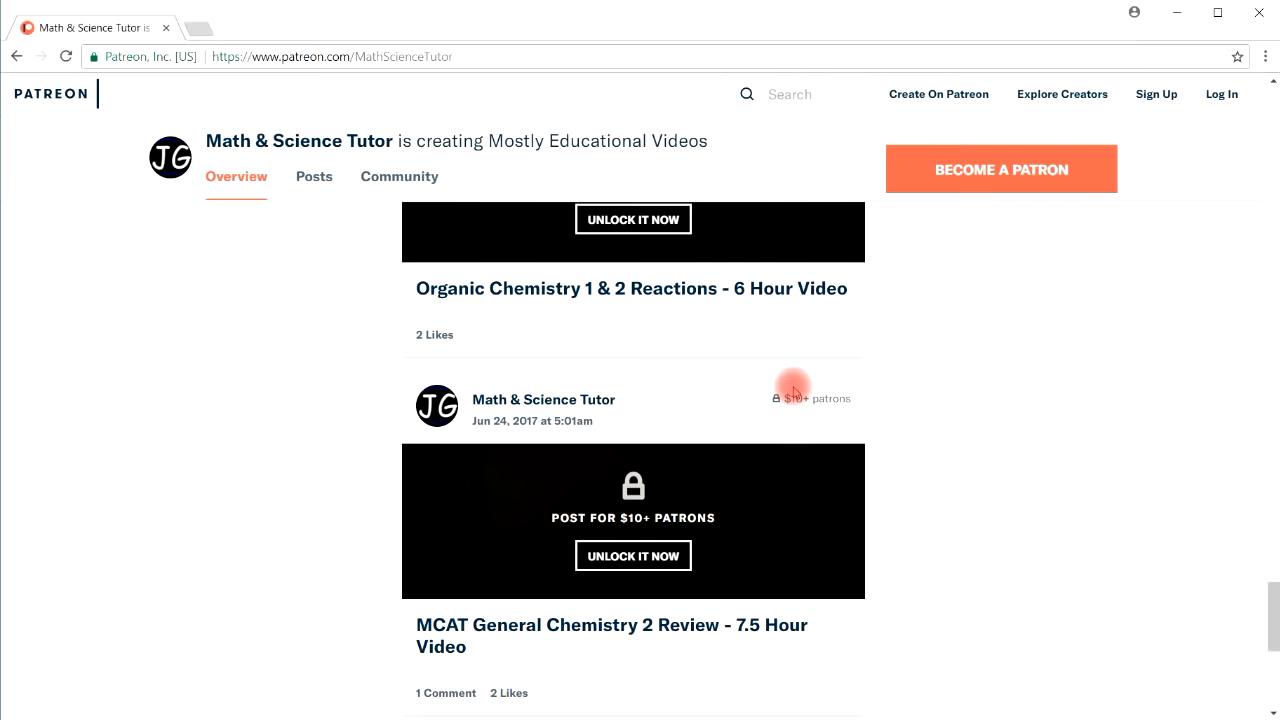 Math & Science Tutor is
Patreon, Inc. [US] https://www.patreon.com/MathScienceTutor
PATREON Search Create On Patreon Explore Creators Sign Up Log In
JG Math & Science Tutor is creating Mostly Educational Videos
Overview Posts Community
BECOME A PATRON
UNLOCK IT NOW
Organic Chemistry 1 & 2 Reactions - 6 Hour Video
2 Likes
JG Math & Science Tutor $10+ patrons
Jun 24, 2017 at 5:01am
POST FOR $10+ PATRONS
UNLOCK IT NOW
MCAT General Chemistry 2 Review - 7.5 Hour
Video
1 Comment 2 Likes